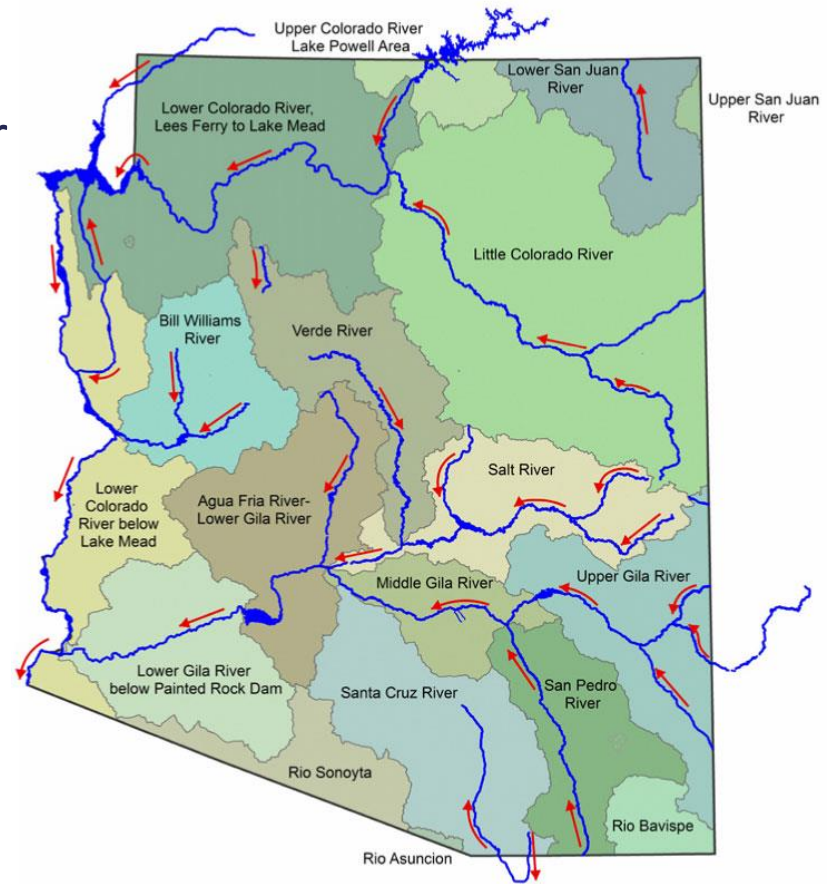 Upper Colorado River
Lake Powell Area
Lower San Juan
River
Upper San Juan
River
r
Lower Colorado River,
Lees Ferry to Lake Mead
Little Colorado River
Bill Williams
River
Verde River
Salt River
Lower
Colorado
River below
Lake Mead
Agua Fria River-
Lower Gila River
Middle Gila River
Upper Gila River
Lower Gila River
below Painted Rock Dam
Santa Cruz River
San Pedro
River
Rio Sonoyta
Rio Bavispe
Rio Asuncion